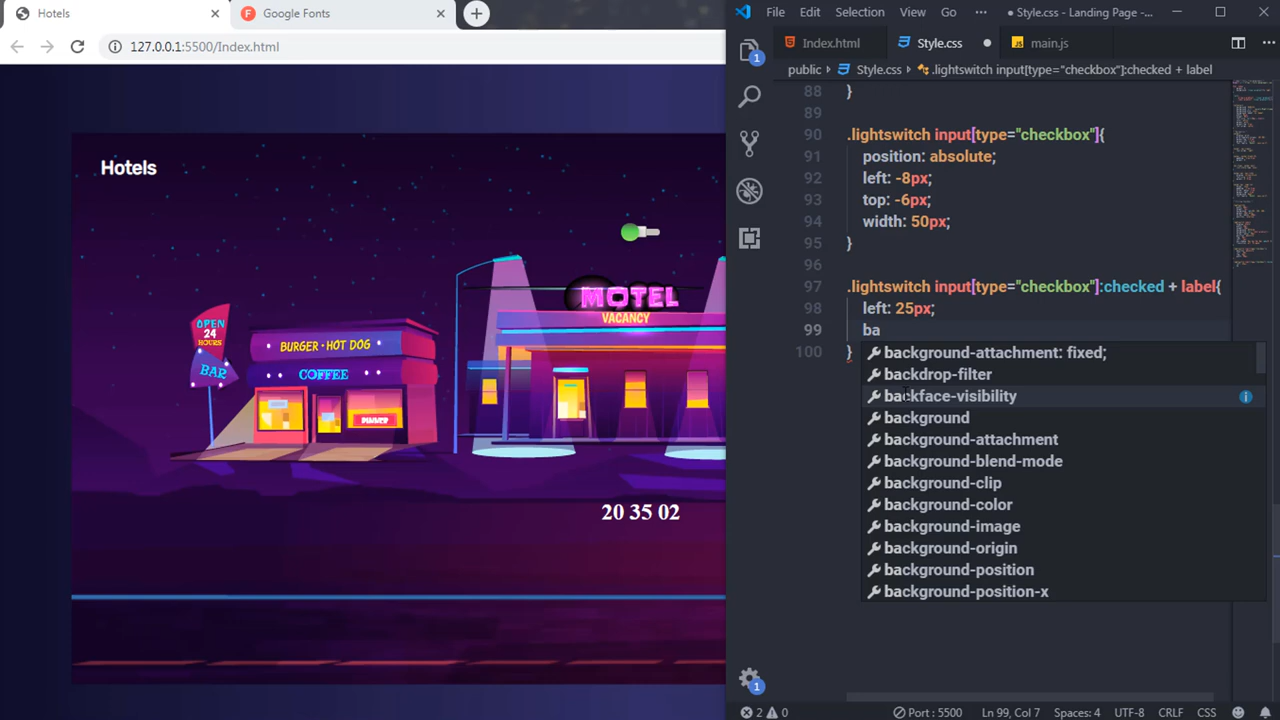 Hotels
Google Fonts
127.0.0.1:5500/Index.html
Hotels
OPEN
24
HOURS
BAR
BURGER · HOT DOG
COFFEE
DINNER
MOTEL
VACANCY
20 35 02
File Edit Selection View Go ... ● Style.css - Landing Page -...
Index.html Style.css ● main.js
public > Style.css > .lightswitch input[type="checkbox"]:checked + label
88 }
89
90 .lightswitch input[type="checkbox"]{
91 position: absolute;
92 left: -8px;
93 top: -6px;
94 width: 50px;
95 }
96
97 .lightswitch input[type="checkbox"]:checked + label{
98 left: 25px;
99 ba
100 }
background-attachment: fixed;
backdrop-filter
backface-visibility
background
background-attachment
background-blend-mode
background-clip
background-color
background-image
background-origin
background-position
background-position-x
1
1
2 0 Port : 5500 Ln 99, Col 7 Spaces: 4 UTF-8 CRLF CSS